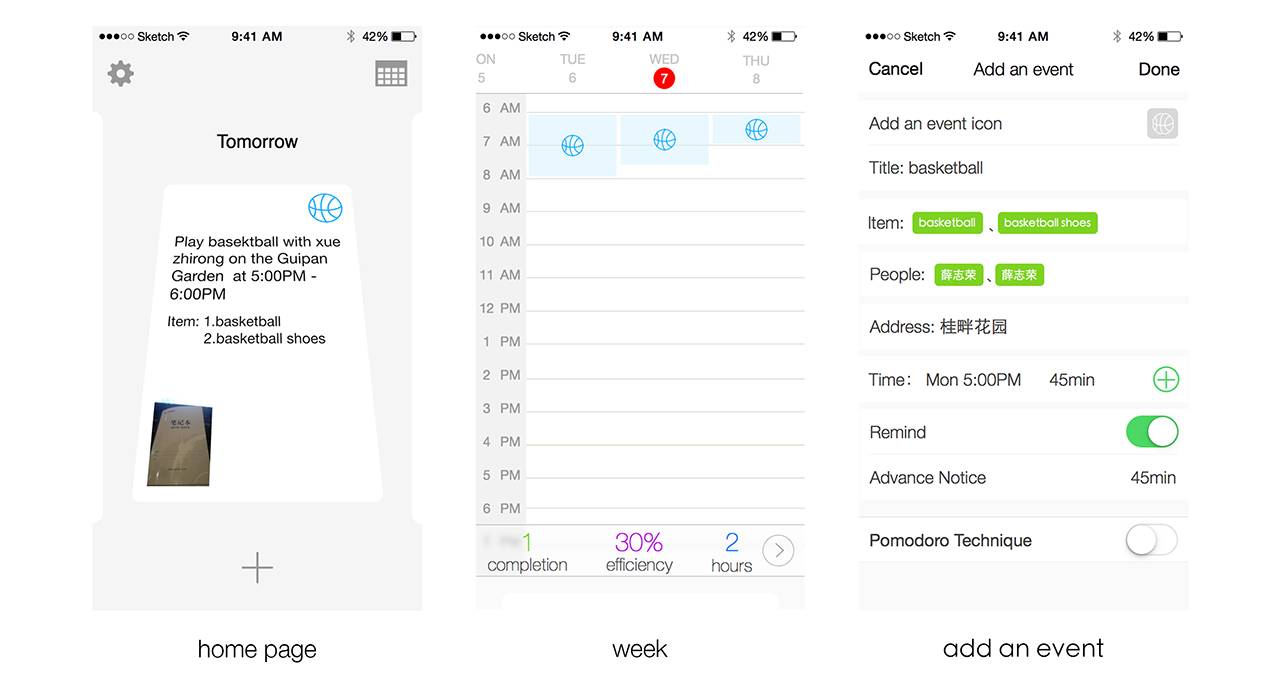 Sketch 9:41 AM 42%
Tomorrow
Play basektball with xue
zhirong on the Guipan
Garden at 5:00PM -
6:00PM
Item: 1.basketball
2.basketball shoes
笔记本
home page
Sketch 9:41 AM 42%
ON TUE WED THU
5 6 7 8
6 AM
7 AM
8 AM
9 AM
10 AM
11 AM
12 PM
1 PM
2 PM
3 PM
4 PM
5 PM
6 PM
1 30% 2
completion efficiency hours
week
Sketch 9:41 AM 42%
Cancel Add an event Done
Add an event icon
Title: basketball
Item: basketball 、 basketball shoes
People: 薛志荣 、 薛志荣
Address: 桂畔花园
Time： Mon 5:00PM 45min
Remind
Advance Notice 45min
Pomodoro Technique
add an event